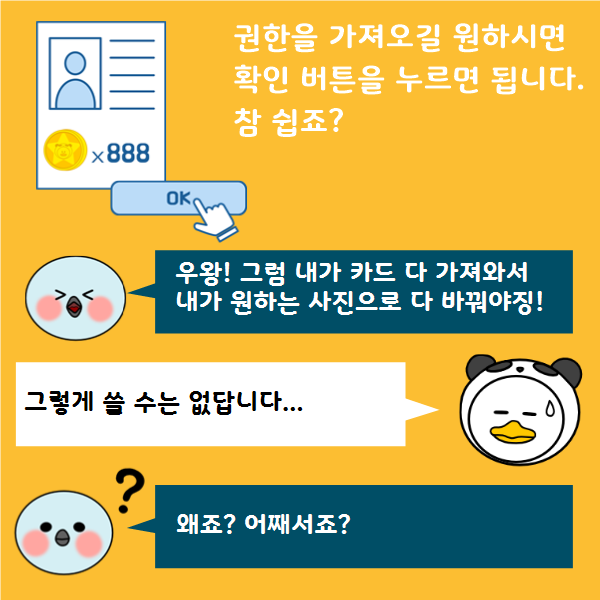 권한을 가져오길 원하시면
확인 버튼을 누르면 됩니다.
참 쉽죠?
x888
OK
우왕! 그럼 내가 카드 다 가져와서
내가 원하는 사진으로 다 바꿔야징!
그렇게 쓸 수는 없답니다...
?
왜죠? 어째서죠?